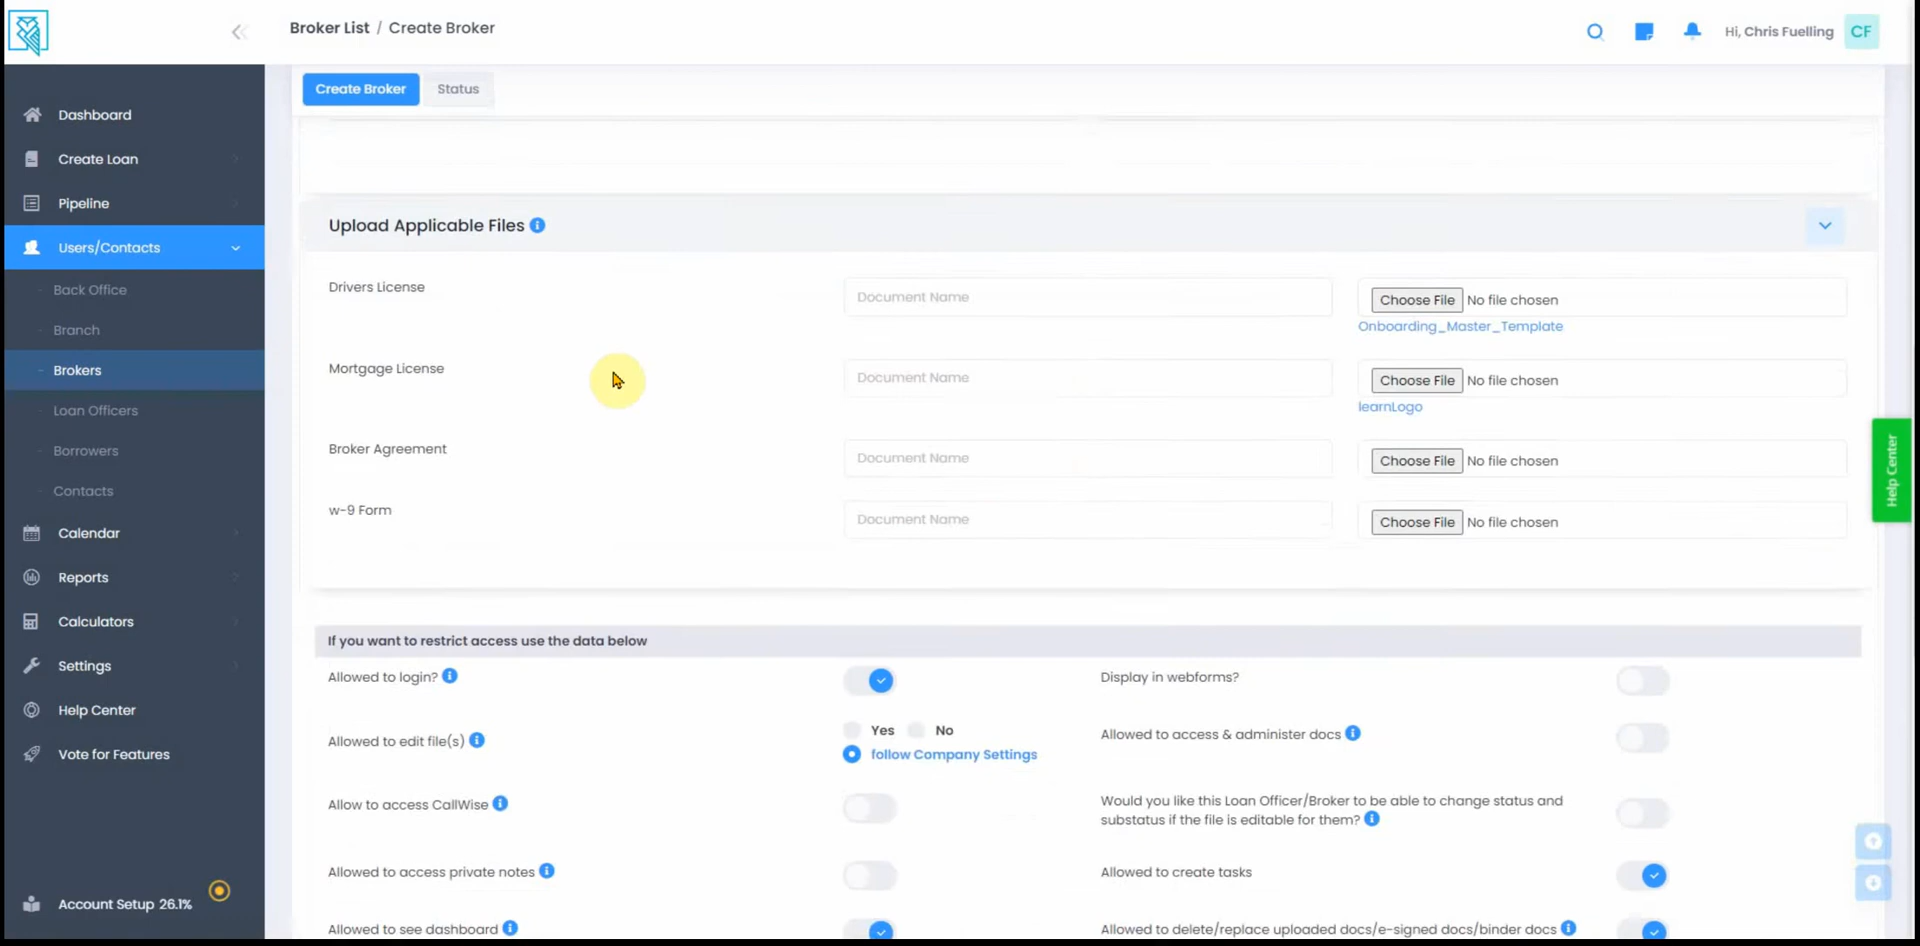 Broker List / Create Broker
Hi, Chris Fuelling CF
Create Broker Status
Dashboard
Create Loan
Pipeline
Users/Contacts
Back Office
Branch
Brokers
Loan Officers
Borrowers
Contacts
Calendar
Reports
Calculators
Settings
Help Center
Vote for Features
Account Setup 26.1%
Upload Applicable Files
Drivers License Document Name Choose File No file chosen
Onboarding_Master_Template
Mortgage License Document Name Choose File No file chosen
learnLogo
Broker Agreement Document Name Choose File No file chosen
w-9 Form Document Name Choose File No file chosen
If you want to restrict access use the data below
Allowed to login? Display in webforms?
Allowed to edit file(s) Yes No Allowed to access & administer docs
follow Company Settings
Allow to access CallWise Would you like this Loan Officer/Broker to be able to change status and
substatus if the file is editable for them?
Allowed to access private notes Allowed to create tasks
Allowed to see dashboard Allowed to delete/replace uploaded docs/e-signed docs/binder docs
Help Center